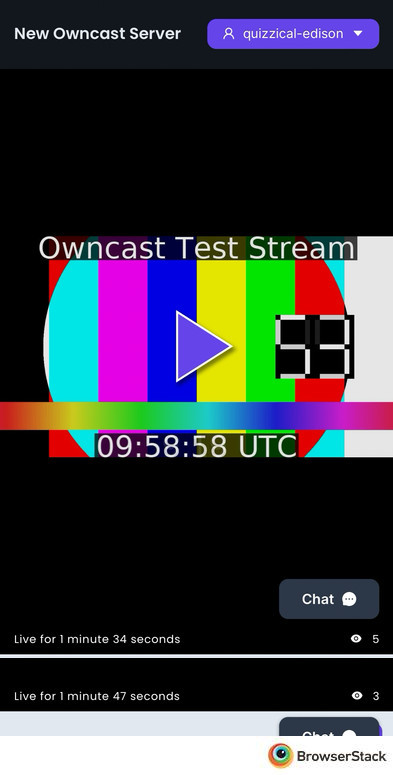 New Owncast Server
quizzical-edison
Owncast Test Stream
09:58:58 UTC
Chat
Live for 1 minute 34 seconds 5
Live for 1 minute 47 seconds 3
Chat
BrowserStack